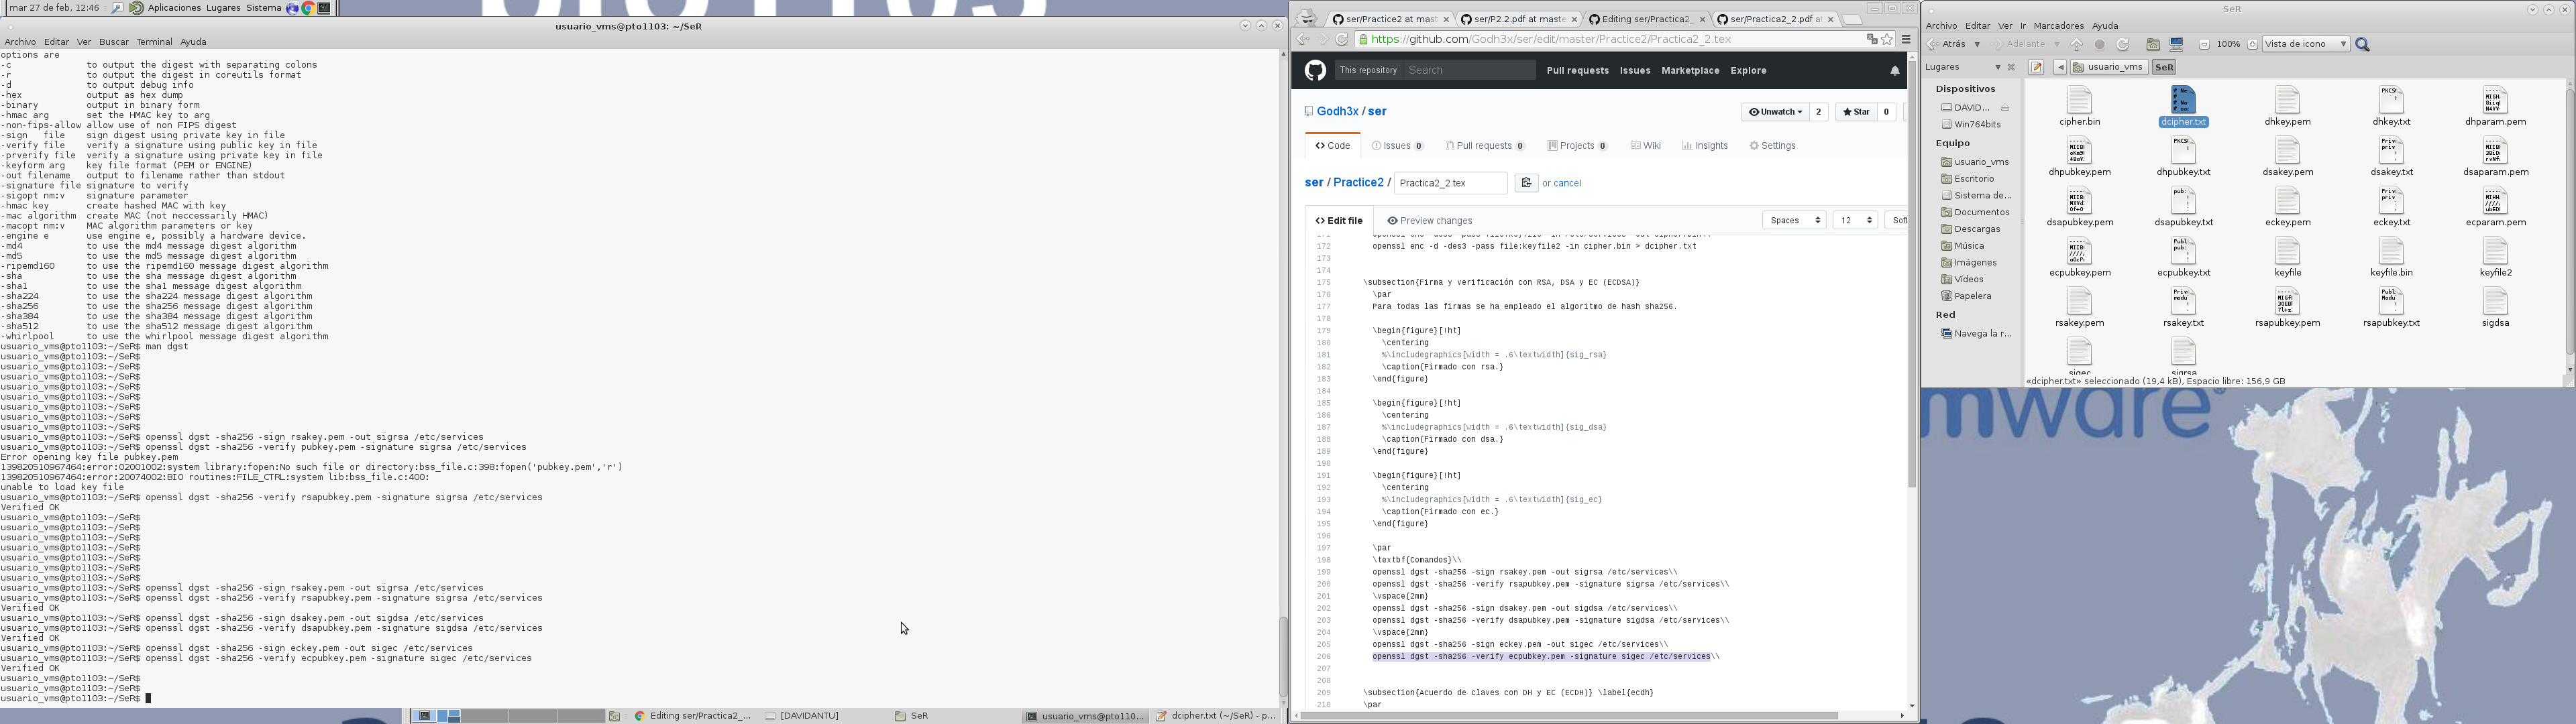 mar 27 de feb, 12:46
Aplicaciones Lugares Sistema
usuario_vms@pto1103: ~/SeR
Archivo Editar Ver Buscar Terminal Ayuda
options are
-c to output the digest with separating colons
-r to output the digest in coreutils format
-d to output debug info
-hex output as hex dump
-binary output in binary form
-hmac arg set the HMAC key to arg
-non-fips-allow allow use of non FIPS digest
-sign file sign digest using private key in file
-verify file verify a signature using public key in file
-prverify file verify a signature using private key in file
-keyform arg key file format (PEM or ENGINE)
-out filename output to filename rather than stdout
-signature file signature to verify
-sigopt nm:v signature parameter
-hmac key create hashed MAC with key
-mac algorithm create MAC (not neccessarily HMAC)
-macopt nm:v MAC algorithm parameters or key
-engine e use engine e, possibly a hardware device.
-md4 to use the md4 message digest algorithm
-md5 to use the md5 message digest algorithm
-ripemd160 to use the ripemd160 message digest algorithm
-sha to use the sha message digest algorithm
-sha1 to use the sha1 message digest algorithm
-sha224 to use the sha224 message digest algorithm
-sha256 to use the sha256 message digest algorithm
-sha384 to use the sha384 message digest algorithm
-sha512 to use the sha512 message digest algorithm
-whirlpool to use the whirlpool message digest algorithm
usuario_vms@pto1103:~/SeR$ man dgst
usuario_vms@pto1103:~/SeR$
usuario_vms@pto1103:~/SeR$
usuario_vms@pto1103:~/SeR$
usuario_vms@pto1103:~/SeR$
usuario_vms@pto1103:~/SeR$
usuario_vms@pto1103:~/SeR$
usuario_vms@pto1103:~/SeR$
usuario_vms@pto1103:~/SeR$
usuario_vms@pto1103:~/SeR$ openssl dgst -sha256 -sign rsakey.pem -out sigrsa /etc/services
usuario_vms@pto1103:~/SeR$ openssl dgst -sha256 -verify pubkey.pem -signature sigrsa /etc/services
Error opening key file pubkey.pem
139820510967464:error:02001002:system library:fopen:No such file or directory:bss_file.c:398:fopen('pubkey.pem','r')
139820510967464:error:20074002:BIO routines:FILE_CTRL:system lib:bss_file.c:400:
unable to load key file
usuario_vms@pto1103:~/SeR$ openssl dgst -sha256 -verify rsapubkey.pem -signature sigrsa /etc/services
Verified OK
usuario_vms@pto1103:~/SeR$
usuario_vms@pto1103:~/SeR$
usuario_vms@pto1103:~/SeR$
usuario_vms@pto1103:~/SeR$
usuario_vms@pto1103:~/SeR$
usuario_vms@pto1103:~/SeR$
usuario_vms@pto1103:~/SeR$
usuario_vms@pto1103:~/SeR$ openssl dgst -sha256 -sign rsakey.pem -out sigrsa /etc/services
usuario_vms@pto1103:~/SeR$ openssl dgst -sha256 -verify rsapubkey.pem -signature sigrsa /etc/services
Verified OK
usuario_vms@pto1103:~/SeR$ openssl dgst -sha256 -sign dsakey.pem -out sigdsa /etc/services
usuario_vms@pto1103:~/SeR$ openssl dgst -sha256 -verify dsapubkey.pem -signature sigdsa /etc/services
Verified OK
usuario_vms@pto1103:~/SeR$ openssl dgst -sha256 -sign eckey.pem -out sigec /etc/services
usuario_vms@pto1103:~/SeR$ openssl dgst -sha256 -verify ecpubkey.pem -signature sigec /etc/services
Verified OK
usuario_vms@pto1103:~/SeR$
usuario_vms@pto1103:~/SeR$
usuario_vms@pto1103:~/SeR$
Editing ser/Practica2_...
[DAVIDANTU]
SeR
usuario_vms@pto110...
dcipher.txt (~/SeR) - p...
ser/Practice2 at mast
ser/P2.2.pdf at maste
Editing ser/Practica2_
ser/Practica2_2.pdf a
https://github.com/Godh3x/ser/edit/master/Practice2/Practica2_2.tex
This repository Search Pull requests Issues Marketplace Explore
Godh3x / ser Unwatch 2 Star 0
Code Issues 0 Pull requests 0 Projects 0 Wiki Insights Settings
ser / Practice2 / Practica2_2.tex or cancel
Edit file Preview changes Spaces 12 Soft
172 openssl enc -d -des3 -pass file:keyfile2 -in cipher.bin > dcipher.txt
173
174
175 \subsection{Firma y verificación con RSA, DSA y EC (ECDSA)}
176 \par
177 Para todas las firmas se ha empleado el algoritmo de hash sha256.
178
179 \begin{figure}[!ht]
180 \centering
181 %\includegraphics[width = .6\textwidth]{sig_rsa}
182 \caption{Firmado con rsa.}
183 \end{figure}
184
185 \begin{figure}[!ht]
186 \centering
187 %\includegraphics[width = .6\textwidth]{sig_dsa}
188 \caption{Firmado con dsa.}
189 \end{figure}
190
191 \begin{figure}[!ht]
192 \centering
193 %\includegraphics[width = .6\textwidth]{sig_ec}
194 \caption{Firmado con ec.}
195 \end{figure}
196
197 \par
198 \textbf{Comandos}\\
199 openssl dgst -sha256 -sign rsakey.pem -out sigrsa /etc/services\\
200 openssl dgst -sha256 -verify rsapubkey.pem -signature sigrsa /etc/services\\
201 \vspace{2mm}
202 openssl dgst -sha256 -sign dsakey.pem -out sigdsa /etc/services\\
203 openssl dgst -sha256 -verify dsapubkey.pem -signature sigdsa /etc/services\\
204 \vspace{2mm}
205 openssl dgst -sha256 -sign eckey.pem -out sigec /etc/services\\
206 openssl dgst -sha256 -verify ecpubkey.pem -signature sigec /etc/services\\
207
208
209 \subsection{Acuerdo de claves con DH y EC (ECDH)} \label{ecdh}
210 \par
SeR
Archivo Editar Ver Ir Marcadores Ayuda
Atrás Adelante 100% Vista de icono
Lugares usuario_vms SeR
Dispositivos
DAVID...
Win764bits
Equipo
usuario_vms
Escritorio
Sistema de...
Documentos
Descargas
Música
Imágenes
Vídeos
Papelera
Red
Navega la r...
cipher.bin dcipher.txt dhkey.pem dhkey.txt dhparam.pem
dhpubkey.pem dhpubkey.txt dsakey.pem dsakey.txt dsaparam.pem
dsapubkey.pem dsapubkey.txt eckey.pem eckey.txt ecparam.pem
ecpubkey.pem ecpubkey.txt keyfile keyfile.bin keyfile2
rsakey.pem rsakey.txt rsapubkey.pem rsapubkey.txt sigdsa
sigec sigrsa
«dcipher.txt» seleccionado (19,4 kB), Espacio libre: 156,9 GB
mware®